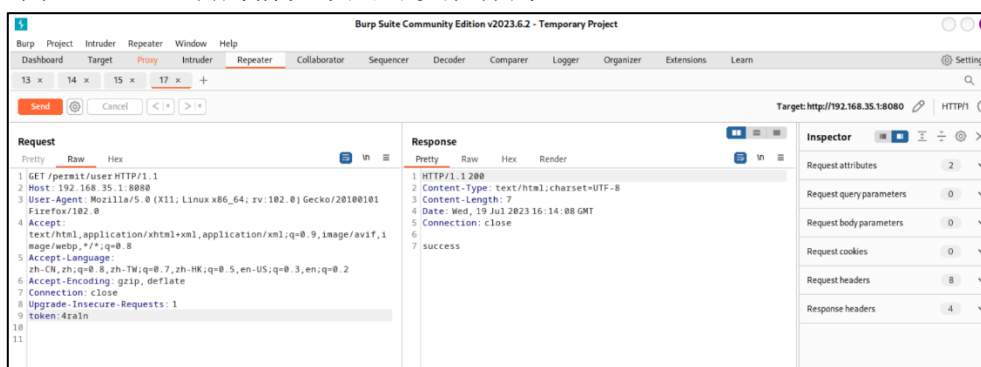 Burp Suite Community Edition v2023.6.2 - Temporary Project
Burp Project Intruder Repeater Window Help
Dashboard Target Proxy Intruder Repeater Collaborator Sequencer Decoder Comparer Logger Organizer Extensions Learn Setting
13 × 14 × 15 × 17 × +
Send Cancel < > Target: http://192.168.35.1:8080 HTTP/1
Request
Pretty Raw Hex
\n
1 GET /permit/user HTTP/1.1
2 Host: 192.168.35.1:8080
3 User-Agent: Mozilla/5.0 (X11; Linux x86_64; rv:102.0) Gecko/20100101
Firefox/102.0
4 Accept:
text/html,application/xhtml+xml,application/xml;q=0.9,image/avif,i
mage/webp,*/*;q=0.8
5 Accept-Language:
zh-CN,zh;q=0.8,zh-TW;q=0.7,zh-HK;q=0.5,en-US;q=0.3,en;q=0.2
6 Accept-Encoding: gzip, deflate
7 Connection: close
8 Upgrade-Insecure-Requests: 1
9 token:4ra1n
10
11
Response
Pretty Raw Hex Render
\n
1 HTTP/1.1 200
2 Content-Type: text/html;charset=UTF-8
3 Content-Length: 7
4 Date: Wed, 19 Jul 2023 16:14:08 GMT
5 Connection: close
6
7 success
Inspector
Request attributes 2
Request query parameters 0
Request body parameters 0
Request cookies 0
Request headers 8
Response headers 4